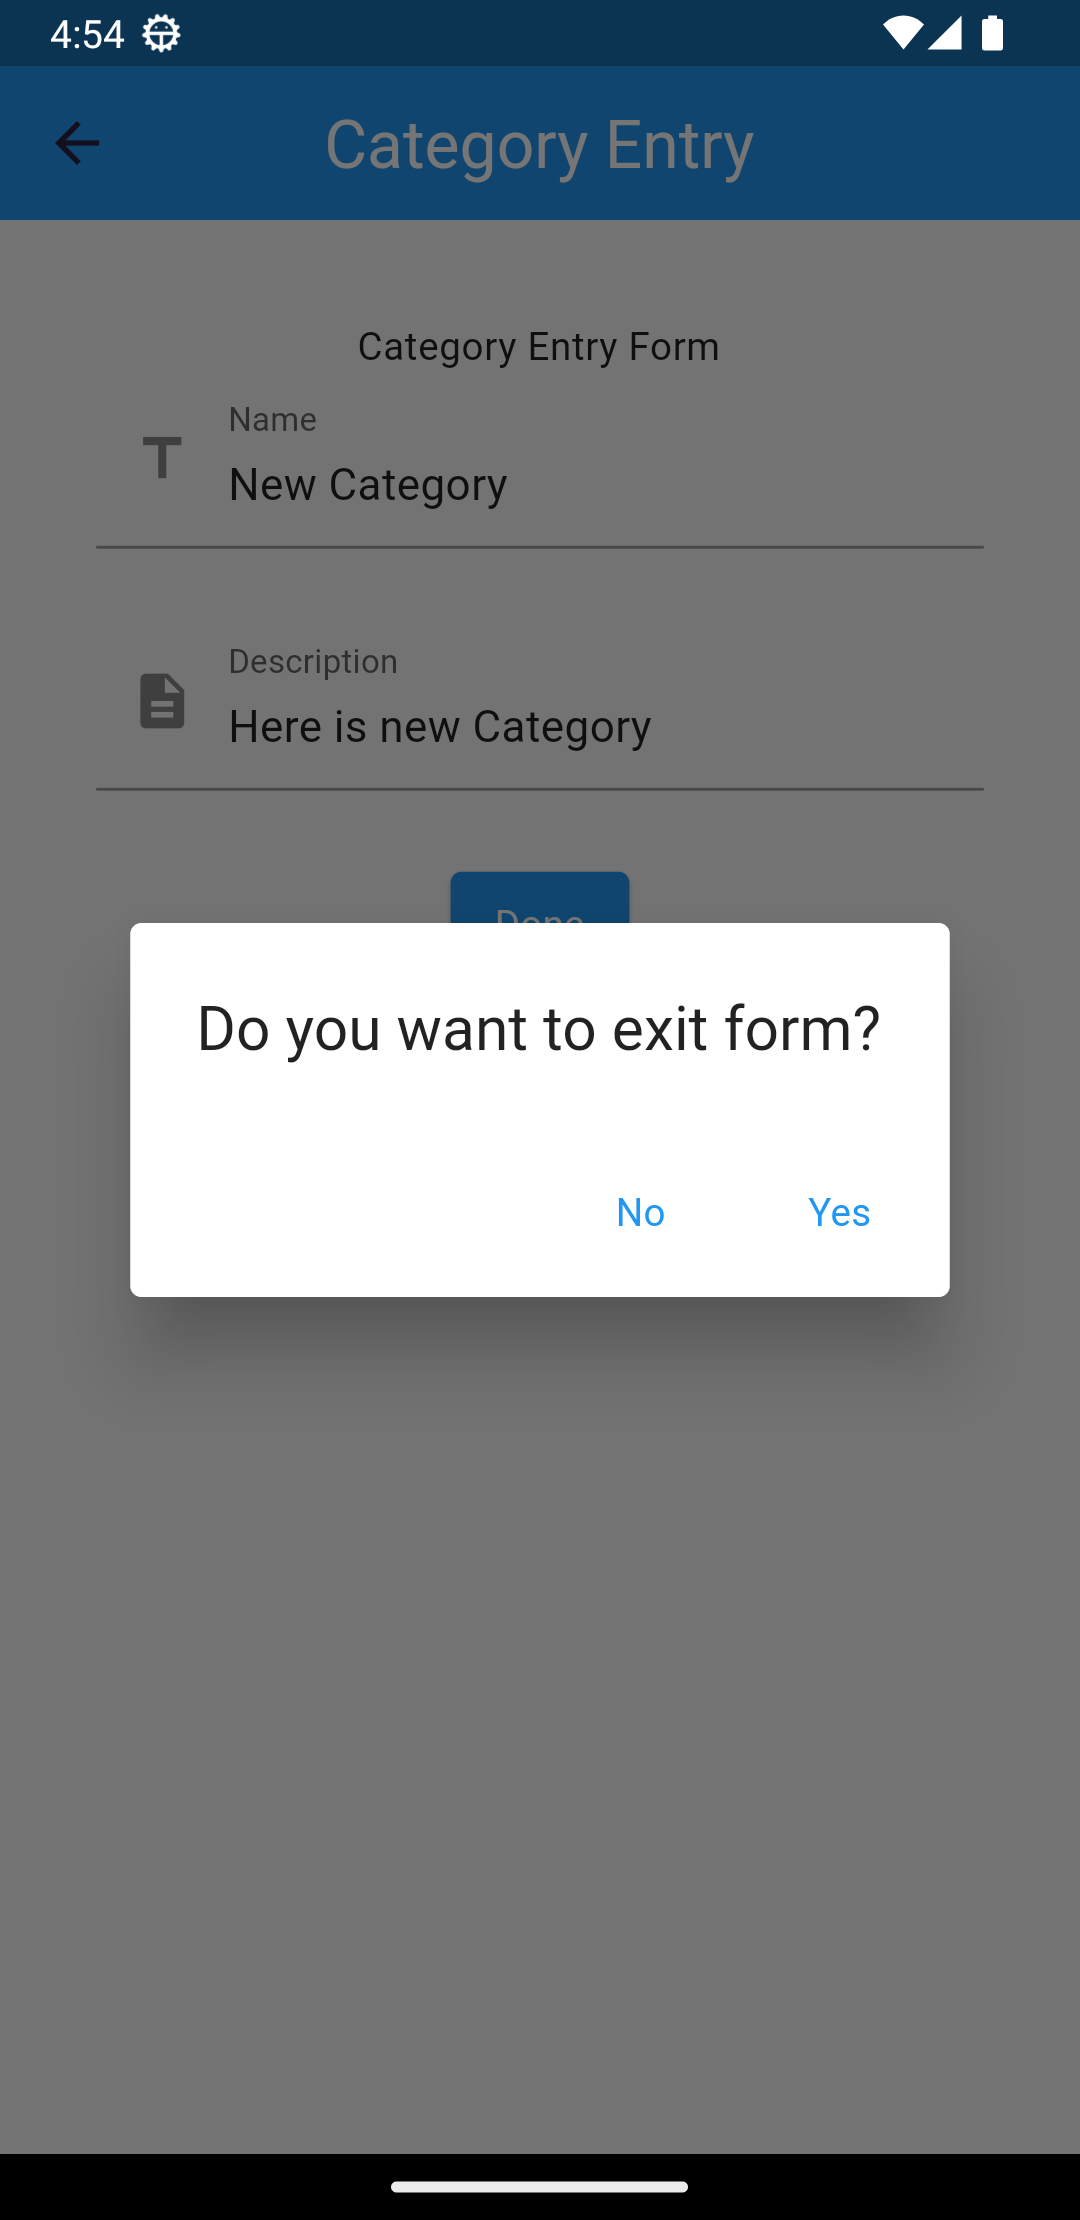 4:54
Category Entry
Category Entry Form
Name
New Category
Description
Here is new Category
Done
Do you want to exit form?
No
Yes